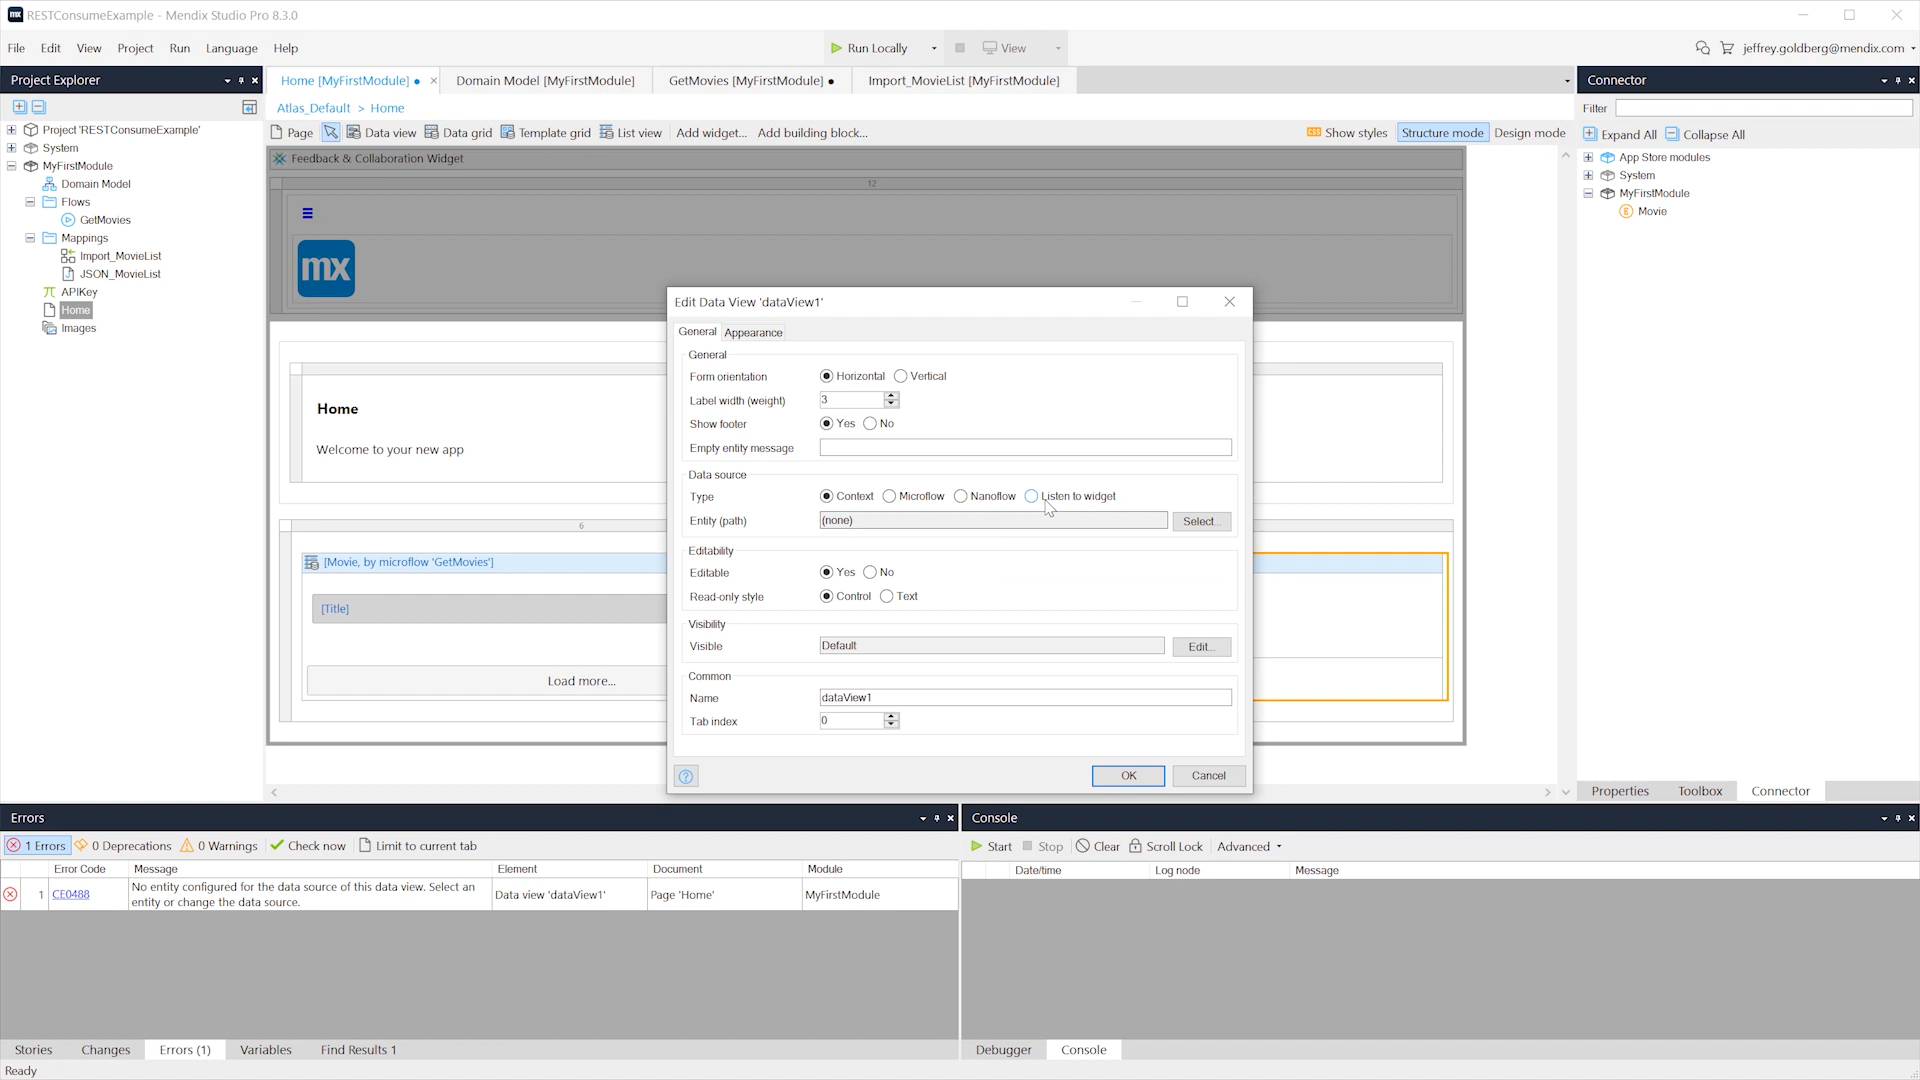 mx RESTConsumeExample - Mendix Studio Pro 8.3.0
File Edit View Project Run Language Help
Run Locally View jeffrey.goldberg@mendix.com
Project Explorer
Project 'RESTConsumeExample'
System
MyFirstModule
Domain Model
Flows
GetMovies
Mappings
Import_MovieList
JSON_MovieList
APIKey
Home
Images
Home [MyFirstModule] Domain Model [MyFirstModule] GetMovies [MyFirstModule] Import_MovieList [MyFirstModule]
Atlas_Default > Home
Page Data view Data grid Template grid List view Add widget... Add building block... CSS Show styles Structure mode Design mode
Feedback & Collaboration Widget
12
mx
Home
Welcome to your new app
6
[Movie, by microflow 'GetMovies']
[Title]
Load more...
Edit Data View 'dataView1'
General Appearance
General
Form orientation Horizontal Vertical
Label width (weight) 3
Show footer Yes No
Empty entity message
Data source
Type Context Microflow Nanoflow Listen to widget
Entity (path) (none) Select...
Editability
Editable Yes No
Read-only style Control Text
Visibility
Visible Default Edit...
Common
Name dataView1
Tab index 0
? OK Cancel
Connector
Filter
Expand All Collapse All
App Store modules
System
MyFirstModule
E Movie
Properties Toolbox Connector
Errors
1 Errors 0 Deprecations 0 Warnings Check now Limit to current tab
Error Code Message Element Document Module
1 CE0488 No entity configured for the data source of this data view. Select an entity or change the data source. Data view 'dataView1' Page 'Home' MyFirstModule
Stories Changes Errors (1) Variables Find Results 1
Console
Start Stop Clear Scroll Lock Advanced
Date/time Log node Message
Debugger Console
Ready